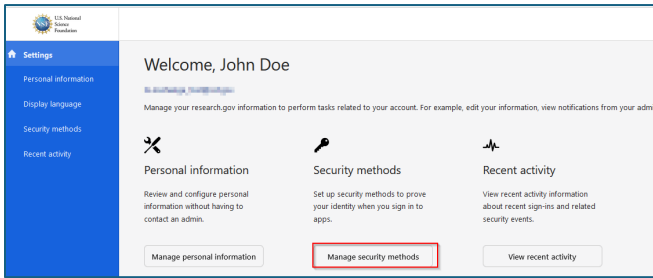 U.S. National
Science
Foundation
NSF
Settings
Personal information
Display language
Security methods
Recent activity
Welcome, John Doe
Manage your research.gov information to perform tasks related to your account. For example, edit your information, view notifications from your
Personal information
Review and configure personal
information without having to
contact an admin.
Manage personal information
Security methods
Set up security methods to prove
your identity when you sign in to
apps.
Manage security methods
Recent activity
View recent activity information
about recent sign-ins and related
security events.
View recent activity